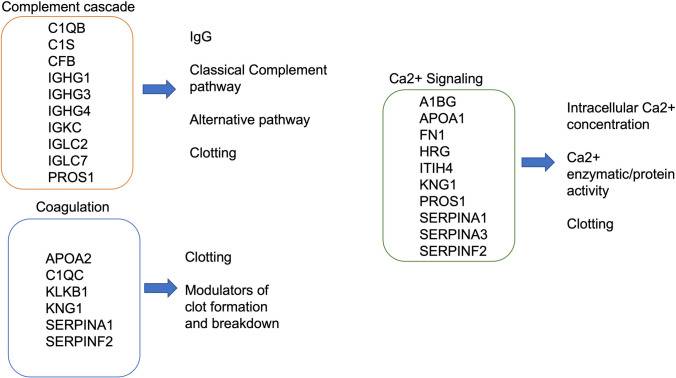 Complement cascade
C1QB
C1S
CFB
IGHG1
IGHG3
IGHG4
IGKC
IGLC2
IGLC7
PROS1
IgG
Classical Complement
pathway
Alternative pathway
Clotting
Coagulation
APOA2
C1QC
KLKB1
KNG1
SERPINA1
SERPINF2
Clotting
Modulators of
clot formation
and breakdown
Ca2+ Signaling
A1BG
APOA1
FN1
HRG
ITIH4
KNG1
PROS1
SERPINA1
SERPINA3
SERPINF2
Intracellular Ca2+
concentration
Ca2+
enzymatic/protein
activity
Clotting